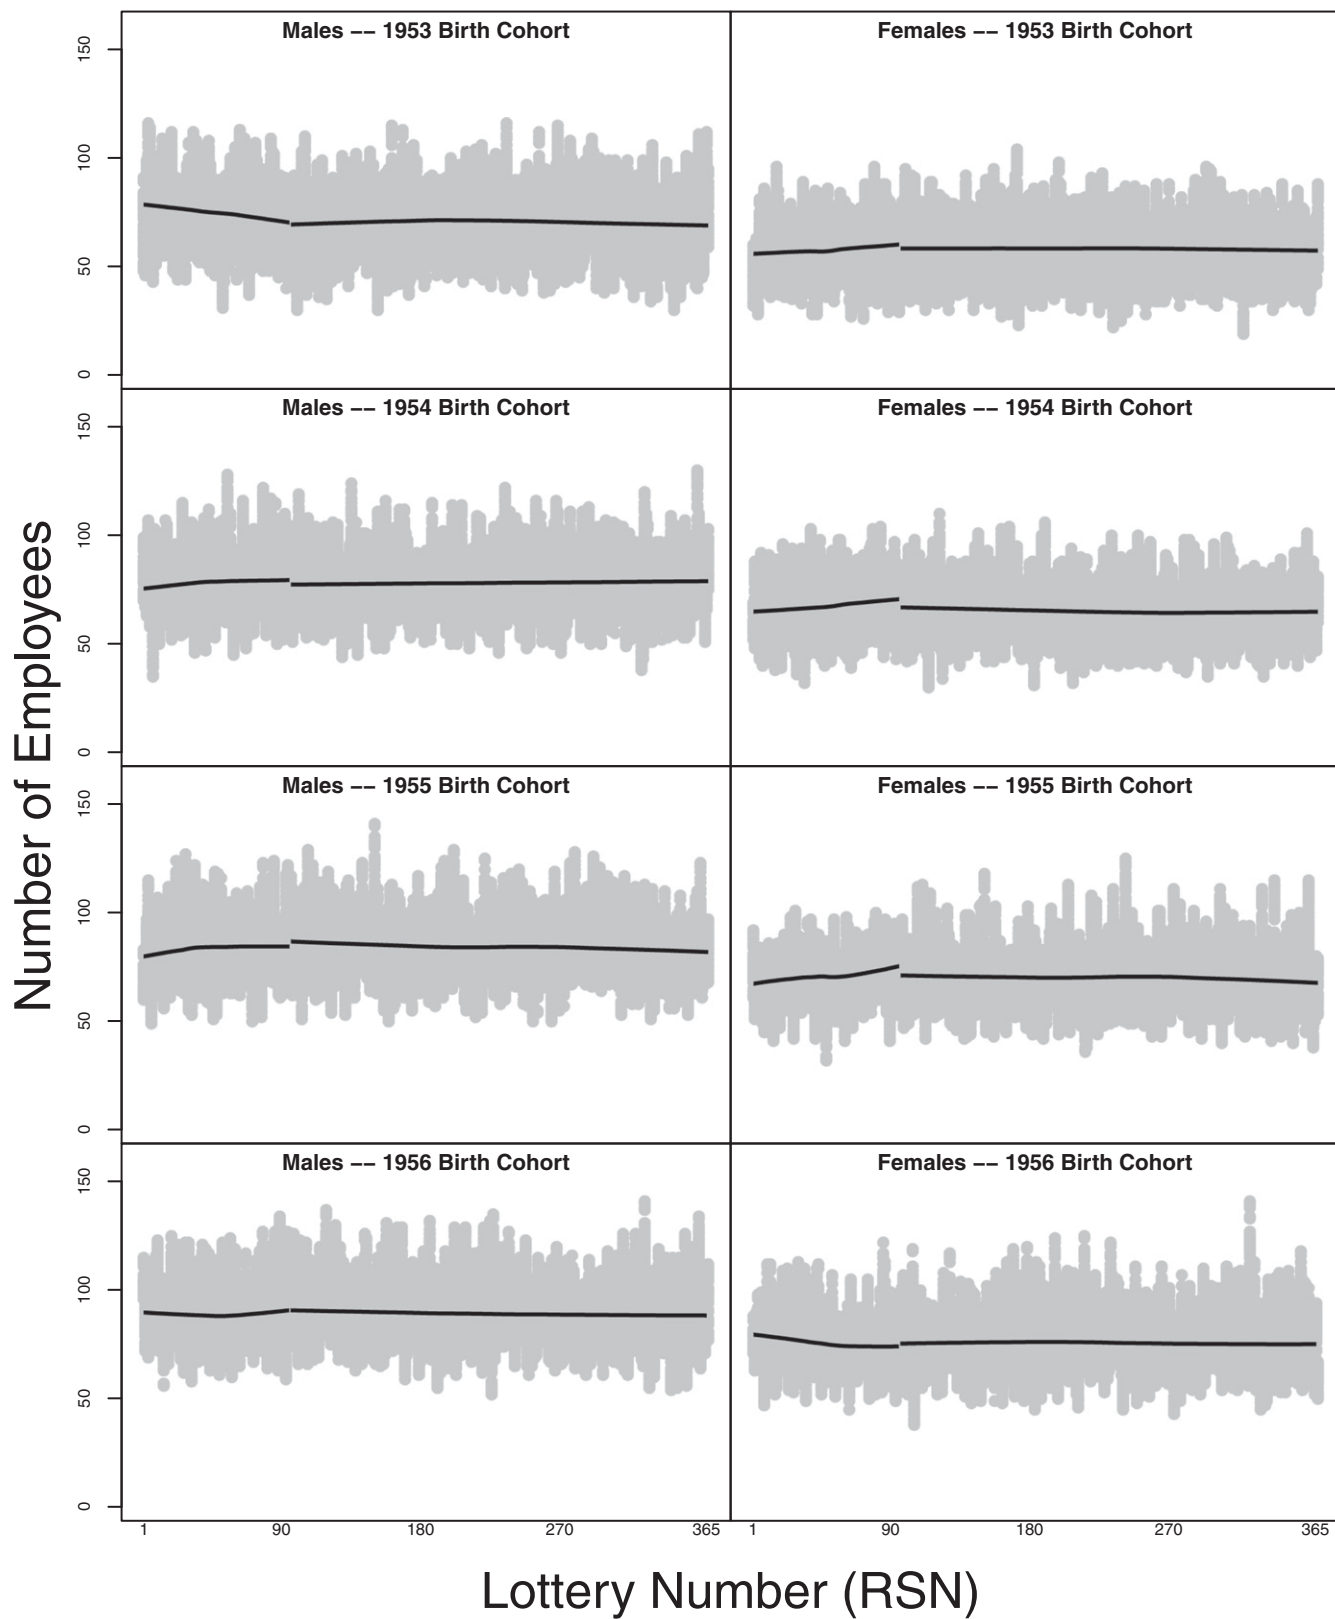 Males –– 1953 Birth Cohort
Females –– 1953 Birth Cohort
150
100
50
0
Males –– 1954 Birth Cohort
Females –– 1954 Birth Cohort
150
100
50
0
Males –– 1955 Birth Cohort
Females –– 1955 Birth Cohort
150
100
50
0
Males –– 1956 Birth Cohort
Females –– 1956 Birth Cohort
150
100
50
0
Number of Employees
1 90 180 270 365
1 90 180 270 365
Lottery Number (RSN)